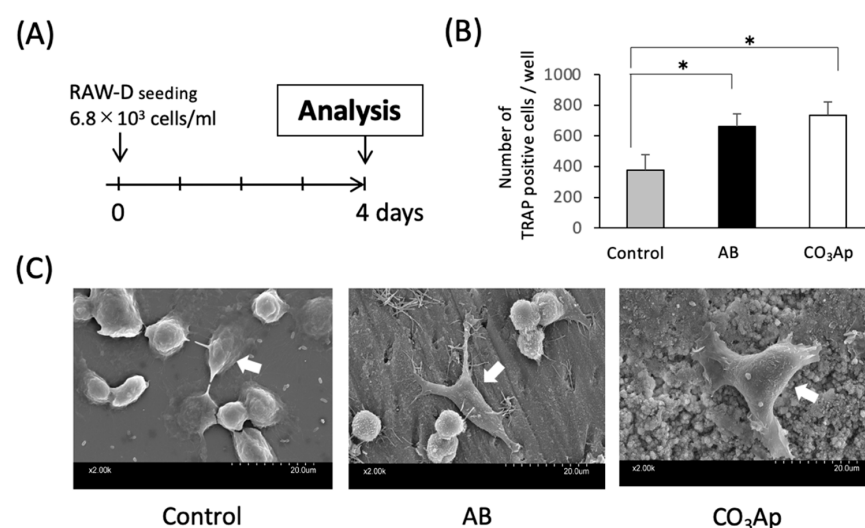 (A)
RAW-D seeding
6.8×10³ cells/ml
Analysis
0
4 days
(B)
*
*
Number of
TRAP positive cells / well
1000
800
600
400
200
0
Control
AB
CO₃Ap
(C)
x2.00k
20.0um
x2.00k
20.0um
x2.00k
20.0um
Control
AB
CO₃Ap